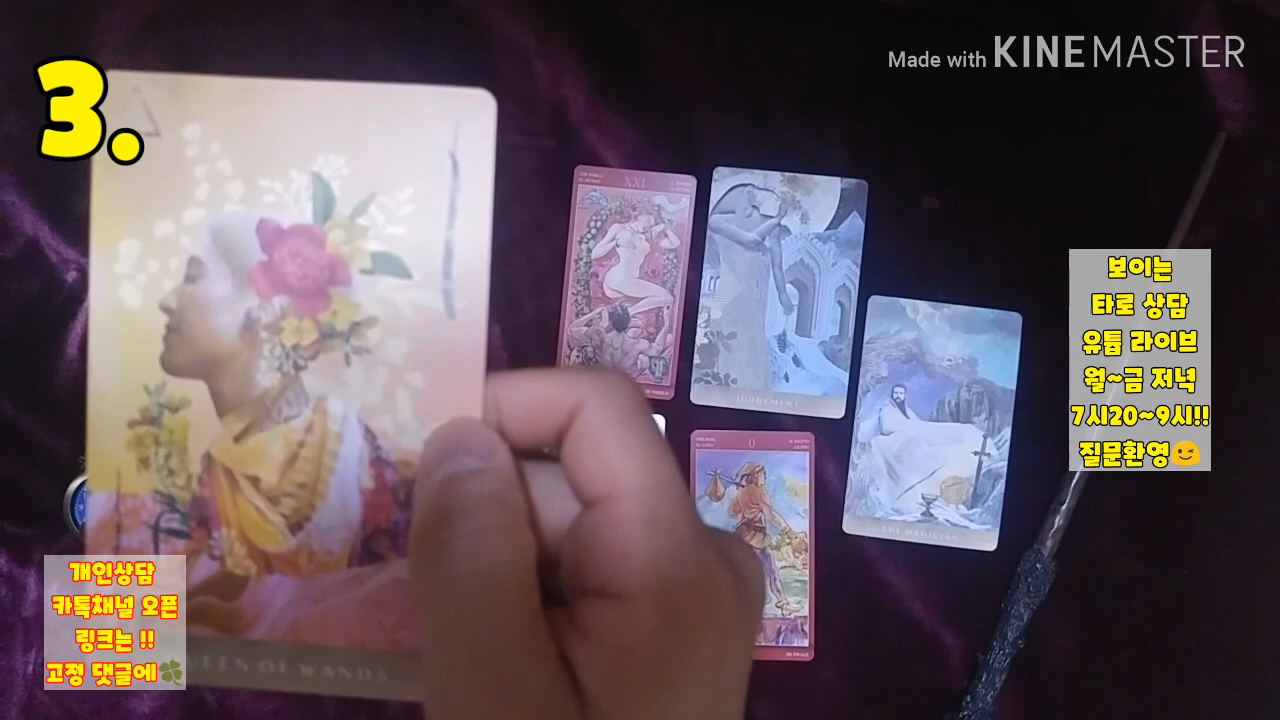 3.
Made with KINEMASTER
XXI
JUDGEMENT
보이는
타로 상담
유튭 라이브
월~금 저녁
7시20~9시!!
질문환영😉
0
THE MAGICIAN
개인상담
카톡채널 오픈
링크는 !!
고정 댓글에🍀
QUEEN OF WANDS